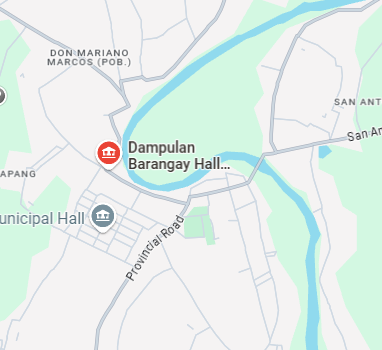 DON MARIANO
MARCOS (POB.)
SAN ANT
San An
Dampulan
Barangay Hall...
APANG
unicipal Hall
Provincial Road